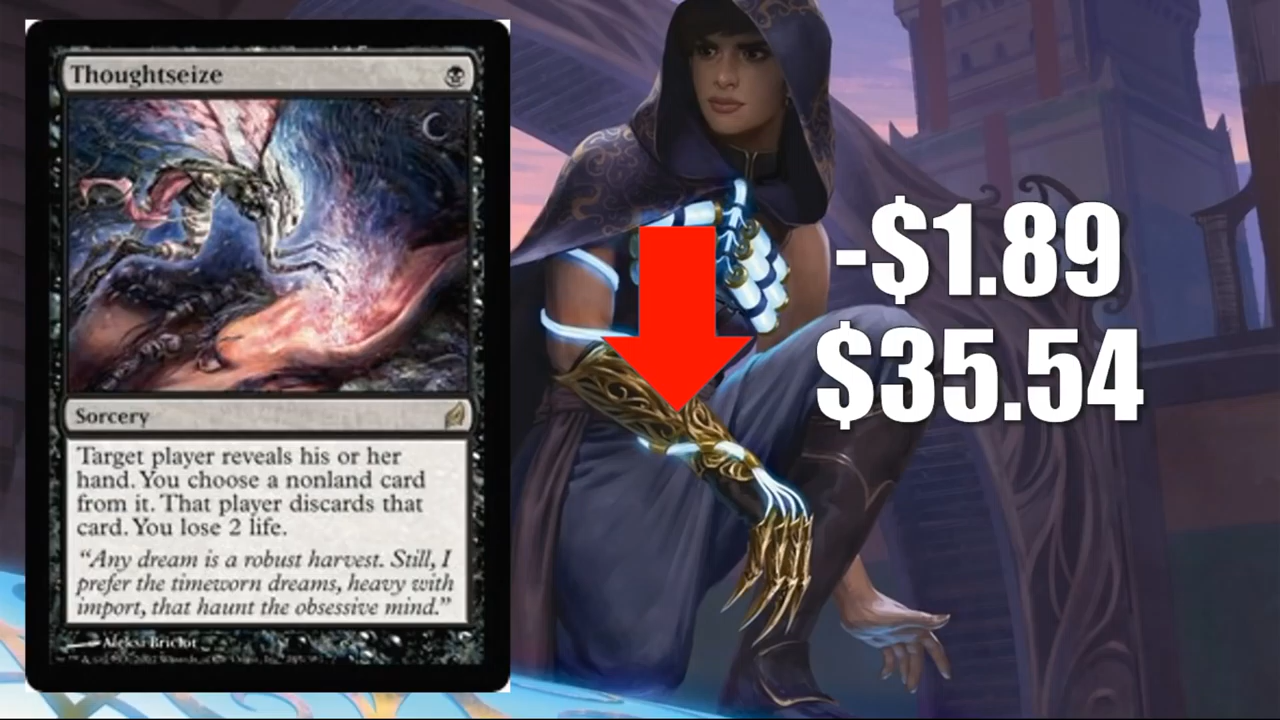 Thoughtseize
Sorcery
Target player reveals his or her
hand. You choose a nonland card
from it. That player discards that
card. You lose 2 life.
“Any dream is a robust harvest. Still, I
prefer the timeworn dreams, heavy with
import, that haunt the obsessive mind.”
Aleksi Briclot
-$1.89
$35.54